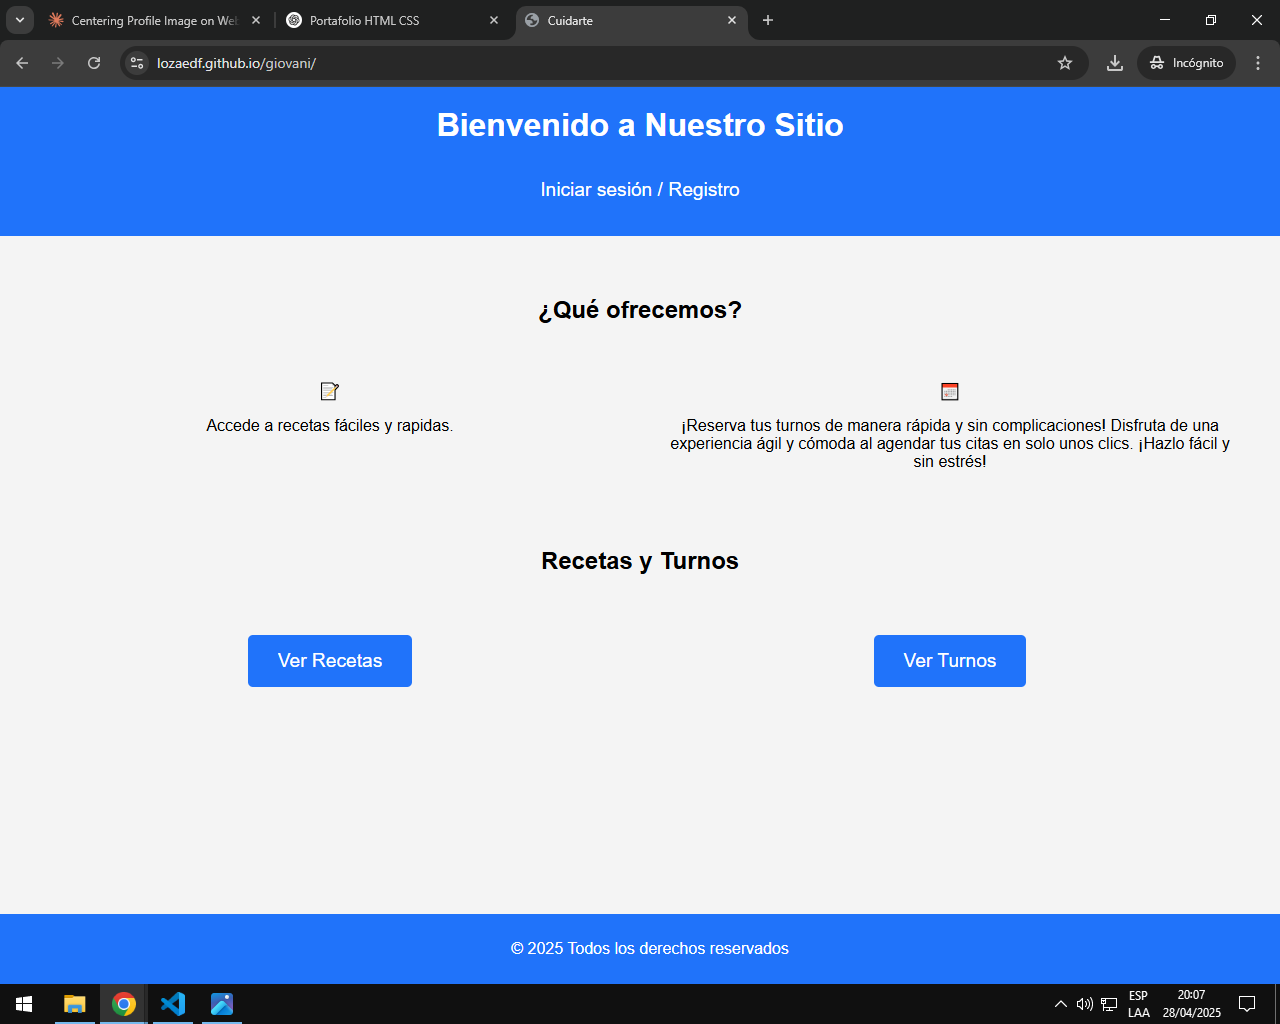 Centering Profile Image on Web
Portafolio HTML CSS
Cuidarte
lozaedf.github.io/giovani/
Incógnito
Bienvenido a Nuestro Sitio
Iniciar sesión / Registro
¿Qué ofrecemos?
Accede a recetas fáciles y rapidas.
¡Reserva tus turnos de manera rápida y sin complicaciones! Disfruta de una
experiencia ágil y cómoda al agendar tus citas en solo unos clics. ¡Hazlo fácil y
sin estrés!
Recetas y Turnos
Ver Recetas
Ver Turnos
© 2025 Todos los derechos reservados
ESP
LAA
20:07
28/04/2025